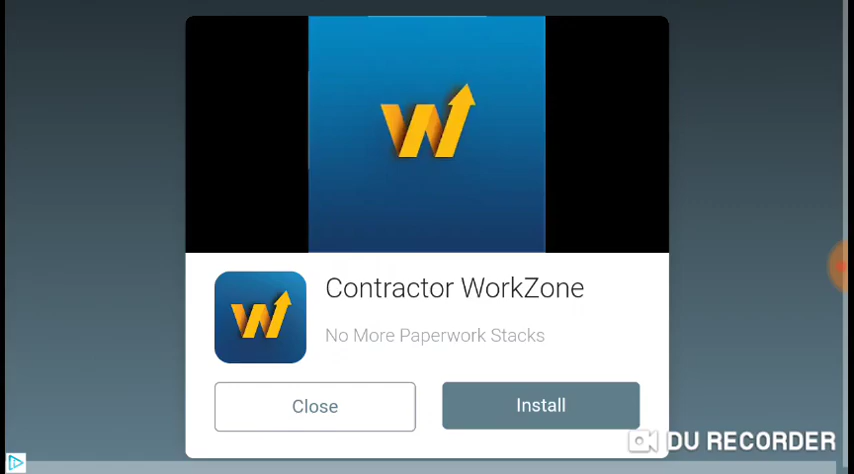 W
Contractor WorkZone
W
No More Paperwork Stacks
Close
Install
DU RECORDER